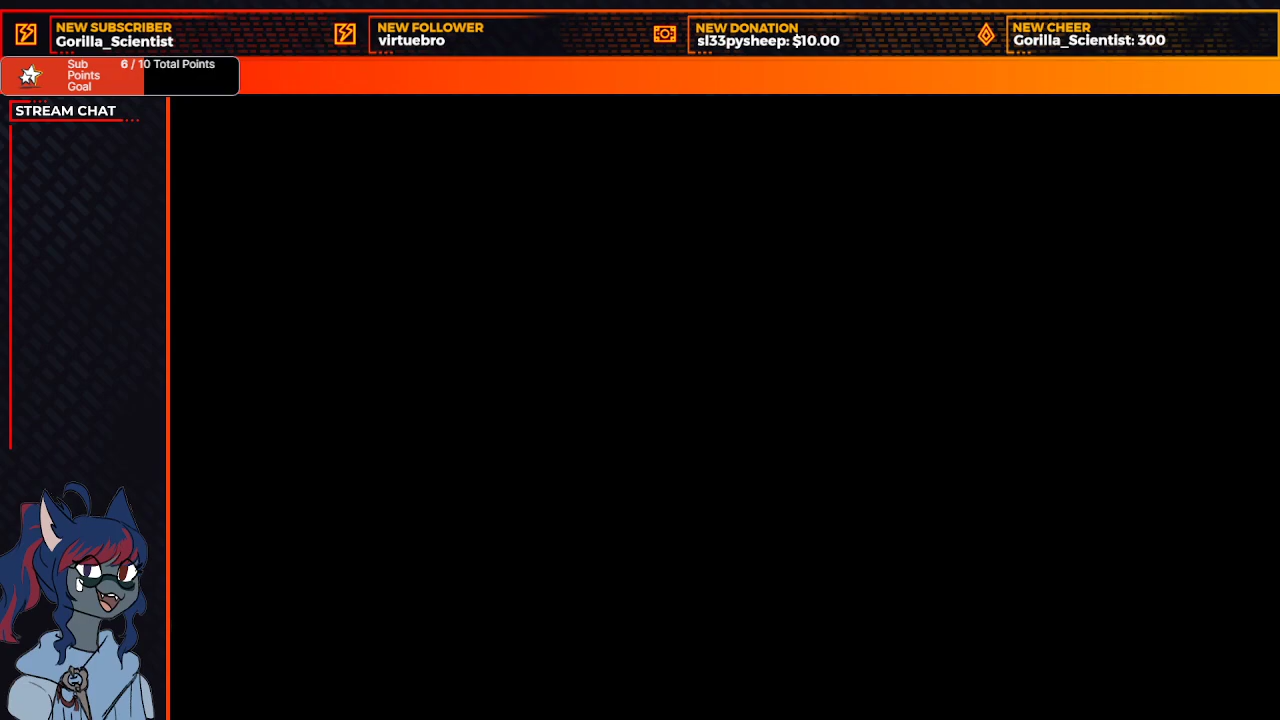 NEW SUBSCRIBER
Gorilla_Scientist
NEW FOLLOWER
virtuebro
NEW DONATION
sl33pysheep: $10.00
NEW CHEER
Gorilla_Scientist: 300
Sub
Points
Goal
6 / 10 Total Points
STREAM CHAT